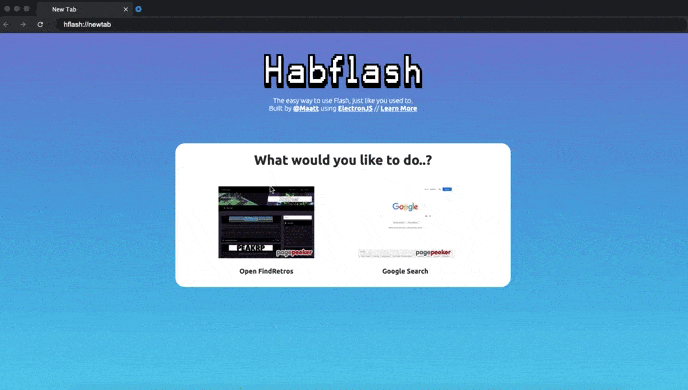 New Tab
hflash://newtab
Habflash
The easy way to use Flash, just like you used to.
Built by @Maatt using ElectronJS // Learn More
What would you like to do..?
PEAKRP
pagepeeker
Google
pagepeeker
Open FindRetros
Google Search